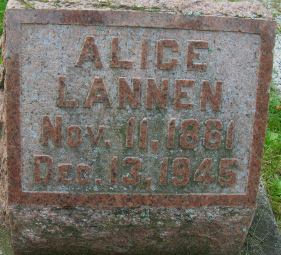 ALICE
LANNEN
Nov. 11, 1861
Dec. 13, 1945